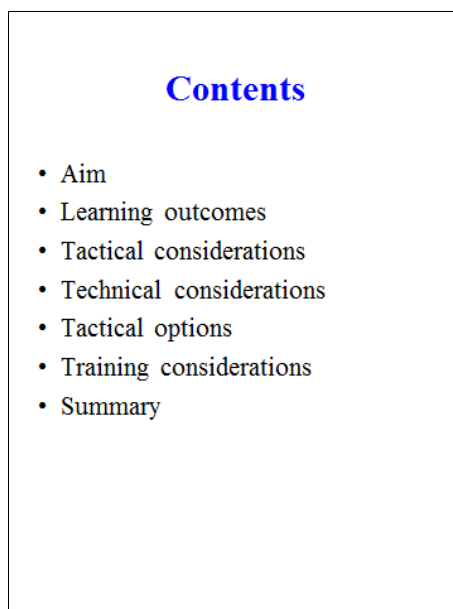 Contents
• Aim
• Learning outcomes
• Tactical considerations
• Technical considerations
• Tactical options
• Training considerations
• Summary